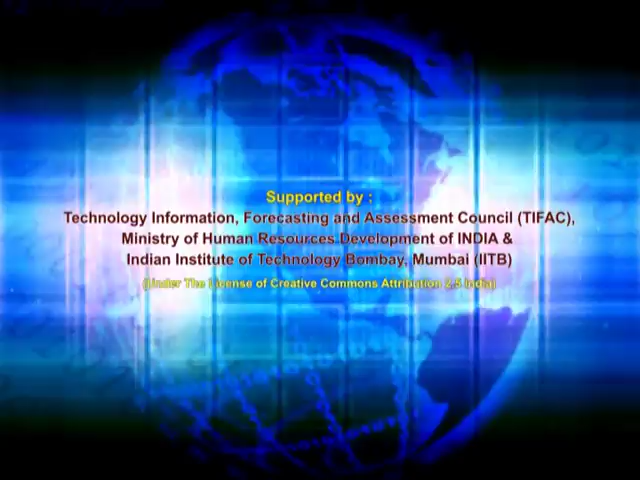 Supported by :
Technology Information, Forecasting and Assessment Council (TIFAC),
Ministry of Human Resources Development of INDIA &
Indian Institute of Technology Bombay, Mumbai (IITB)
(Under The License of Creative Commons Attribution 2.5 India)